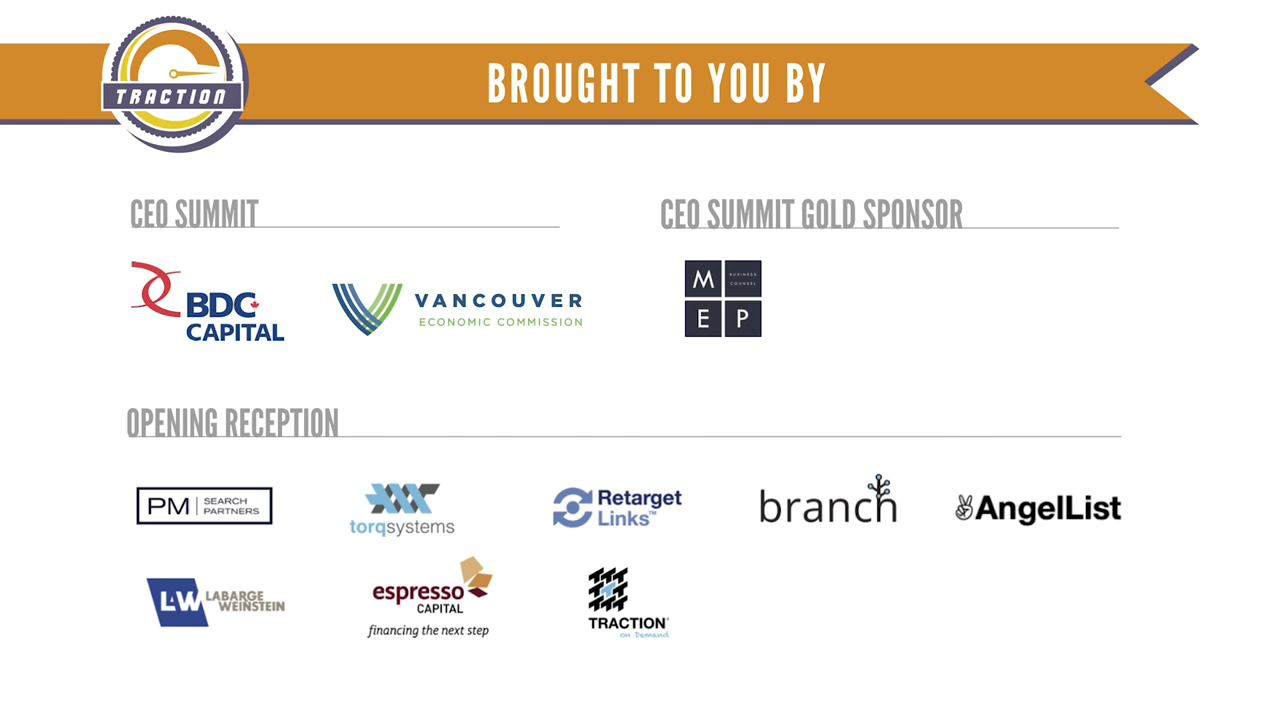 TRACTION
BROUGHT TO YOU BY
CEO SUMMIT
CEO SUMMIT GOLD SPONSOR
BDC
CAPITAL
VANCOUVER
ECONOMIC COMMISSION
M
BUSINESS
COUNSEL
E P
OPENING RECEPTION
PM SEARCH
PARTNERS
torqsystems
Retarget
Links™
branch
AngelList
LW LABARGE
WEINSTEIN
espresso
CAPITAL
financing the next step
TRACTION
on Demand